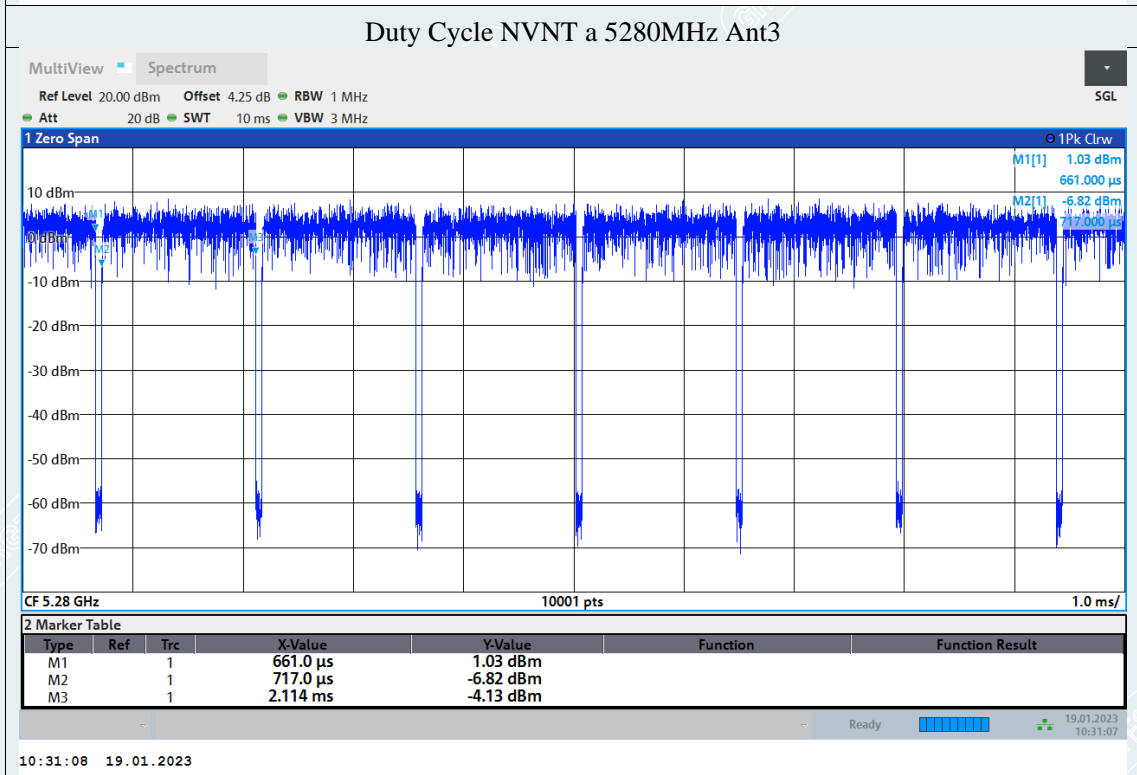 Duty Cycle NVNT a 5280MHz Ant3
MultiView Spectrum
Ref Level 20.00 dBm Offset 4.25 dB RBW 1 MHz SGL
Att 20 dB SWT 10 ms VBW 3 MHz
1 Zero Span 1Pk Clrw
M1[1] 1.03 dBm
661.000 µs
10 dBm
M2[1] -6.82 dBm
M1
717.000 µs
0 dBm
M3
M2
-10 dBm
-20 dBm
-30 dBm
-40 dBm
-50 dBm
-60 dBm
-70 dBm
CF 5.28 GHz 10001 pts 1.0 ms/
2 Marker Table
Type Ref Trc X-Value Y-Value Function Function Result
M1 1 661.0 µs 1.03 dBm
M2 1 717.0 µs -6.82 dBm
M3 1 2.114 ms -4.13 dBm
Ready 19.01.2023
10:31:07
10:31:08 19.01.2023